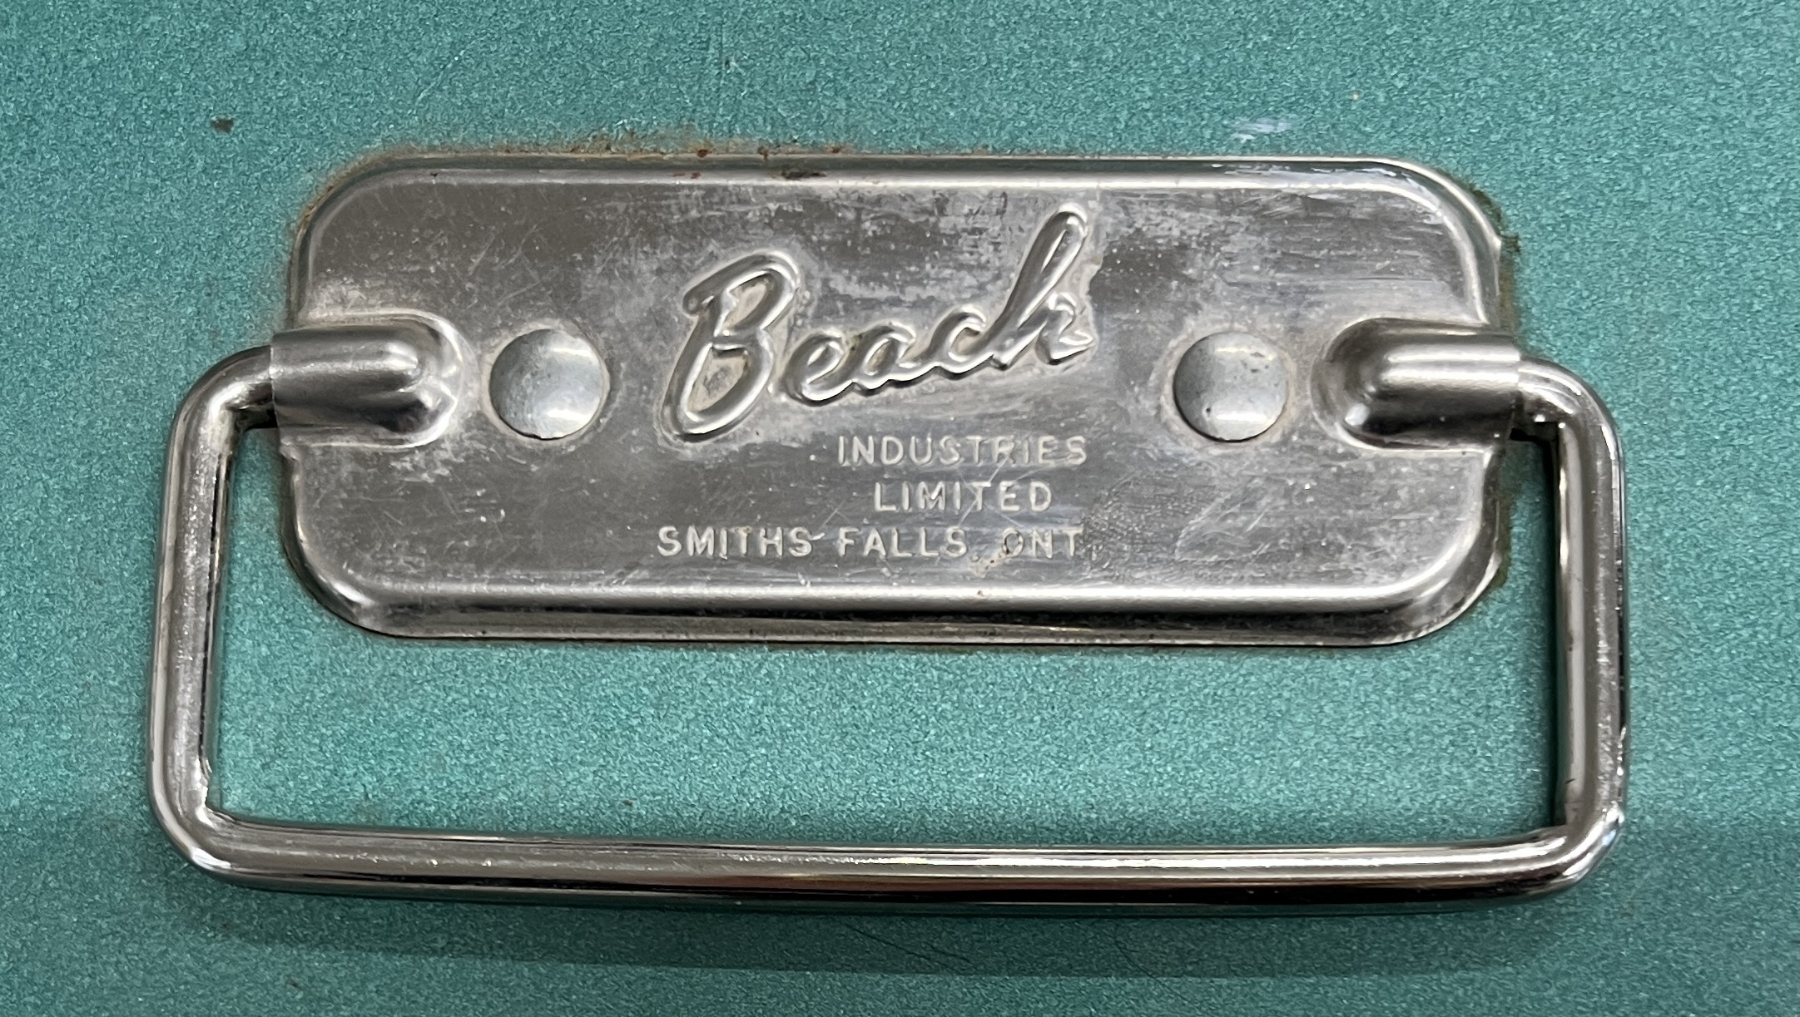 Beach
INDUSTRIES
LIMITED
SMITHS FALLS, ONT.